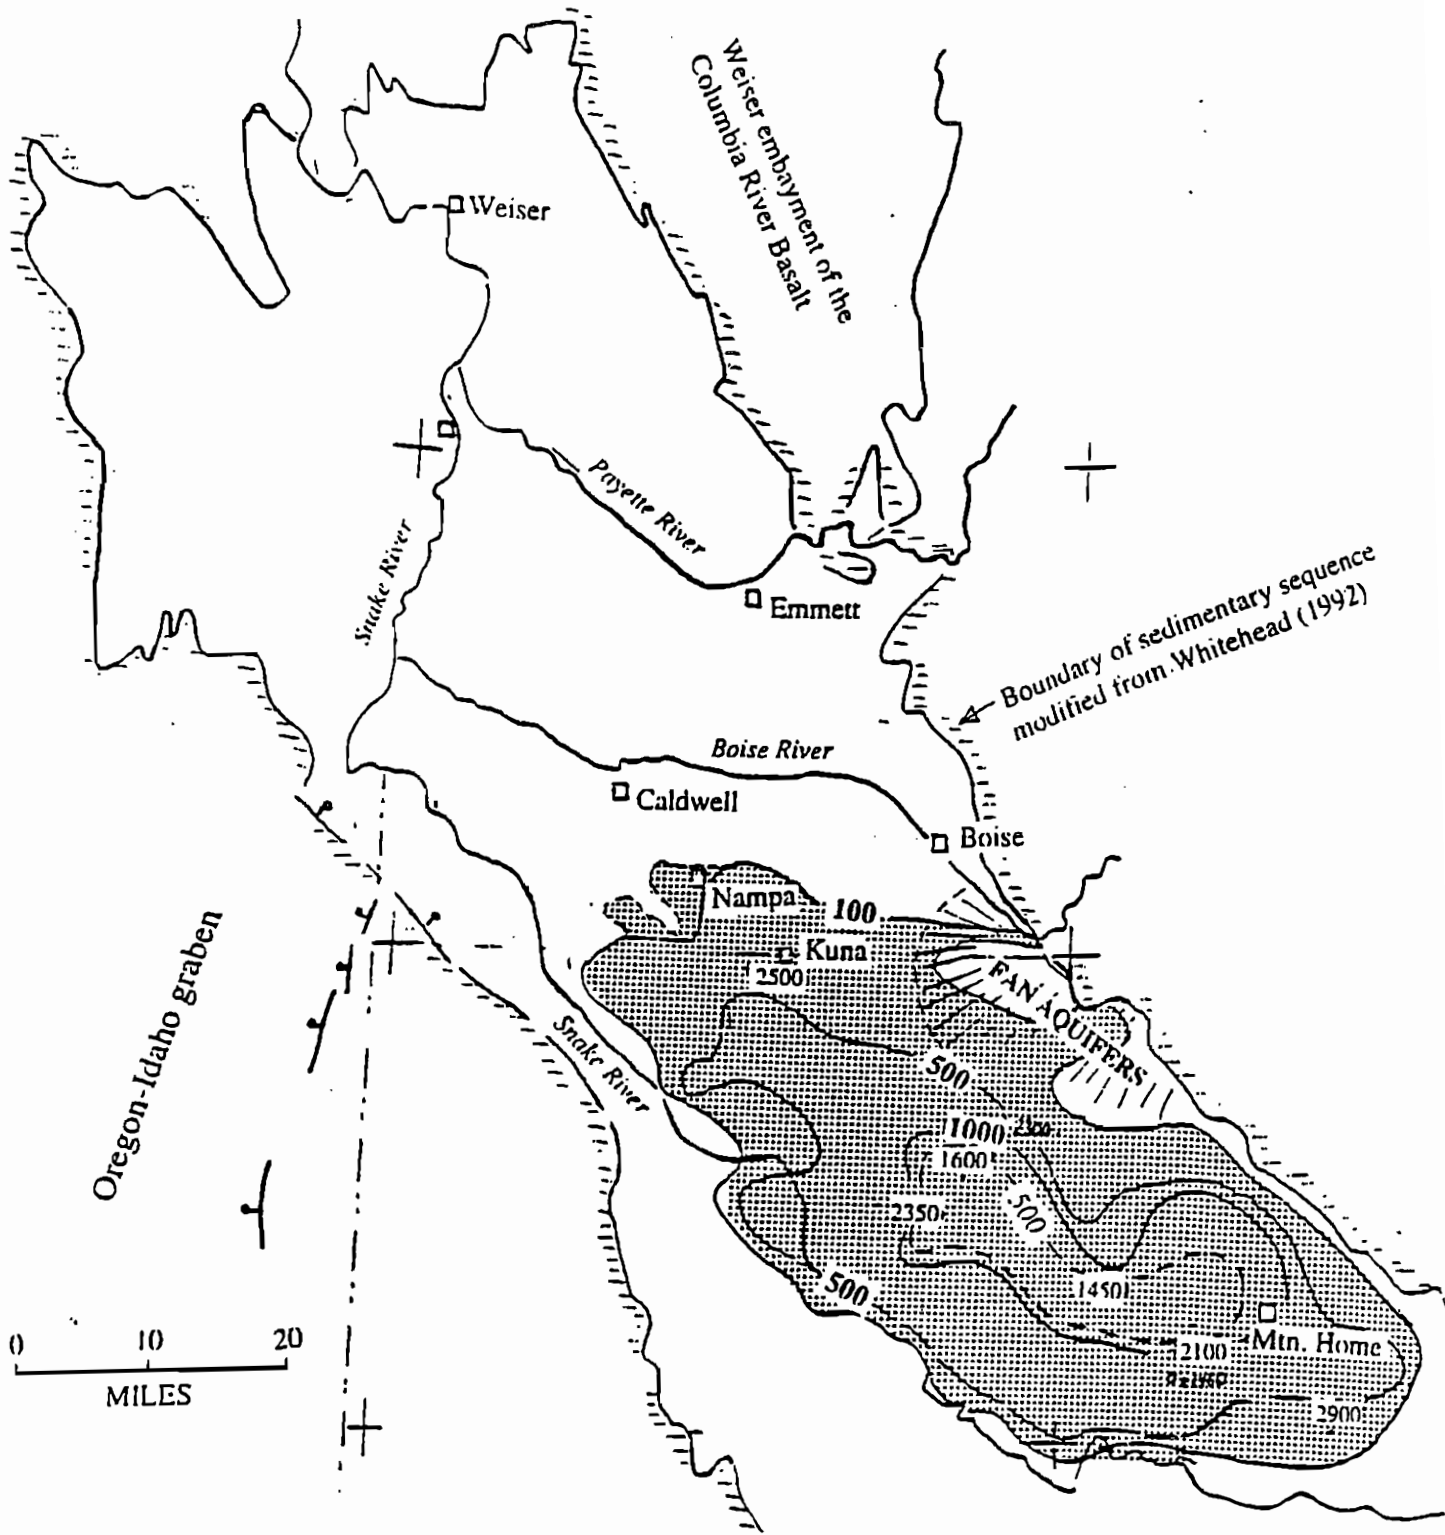 Weiser embayment of the
Columbia River Basalt
Weiser
Payette River
Snake River
Emmett
Boundary of sedimentary sequence
modified from Whitehead (1992)
Boise River
Caldwell
Boise
Nampa
100
Kuna
2500
FAN AQUIFERS
Oregon-Idaho graben
Snake River
500
1000
1600
2350
500
500
1450
0 10 20
MILES
2100
Mtn. Home
2900